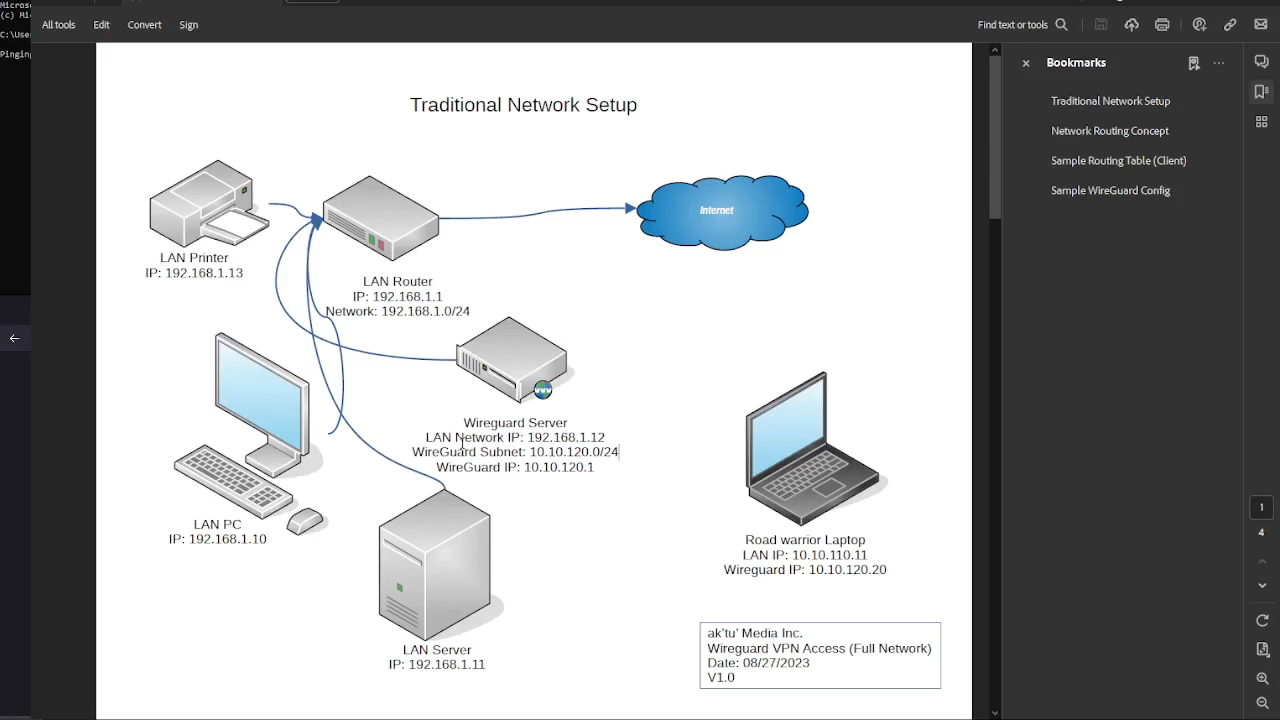 Micros
(c) Mic
C:\User
Pinging
All tools
Edit
Convert
Sign
Find text or tools
Traditional Network Setup
Internet
LAN Printer
IP: 192.168.1.13
LAN Router
IP: 192.168.1.1
Network: 192.168.1.0/24
Wireguard Server
LAN Network IP: 192.168.1.12
WireGuard Subnet: 10.10.120.0/24
WireGuard IP: 10.10.120.1
LAN PC
IP: 192.168.1.10
LAN Server
IP: 192.168.1.11
Road warrior Laptop
LAN IP: 10.10.110.11
Wireguard IP: 10.10.120.20
ak'tu' Media Inc.
Wireguard VPN Access (Full Network)
Date: 08/27/2023
V1.0
Bookmarks
Traditional Network Setup
Network Routing Concept
Sample Routing Table (Client)
Sample WireGuard Config
1
4